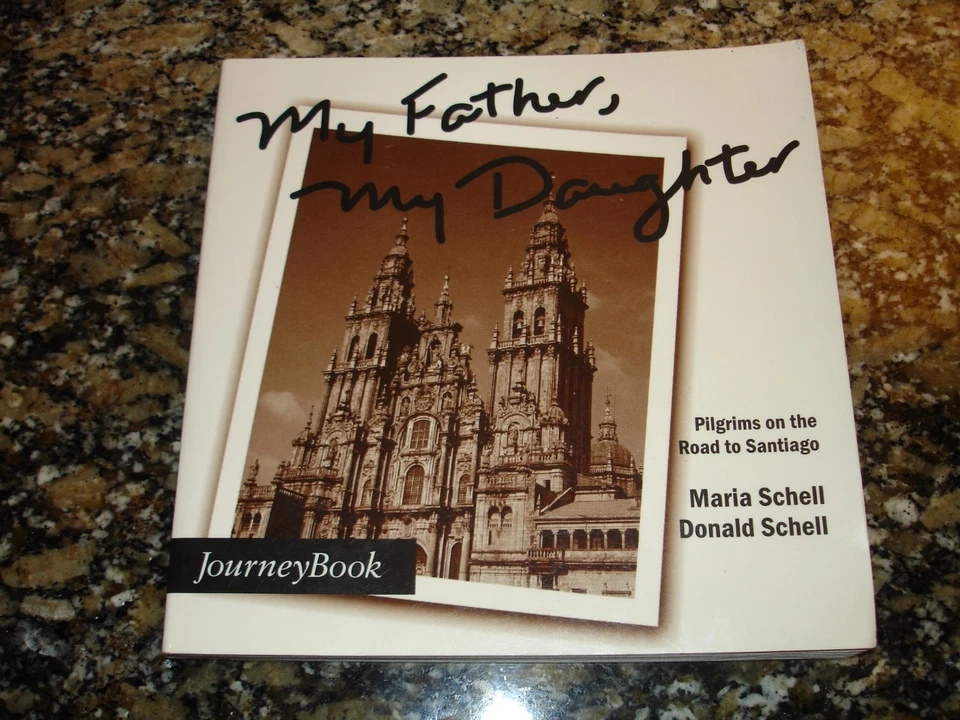 My Father,
My Daughter
Pilgrims on the
Road to Santiago
Maria Schell
Donald Schell
JourneyBook